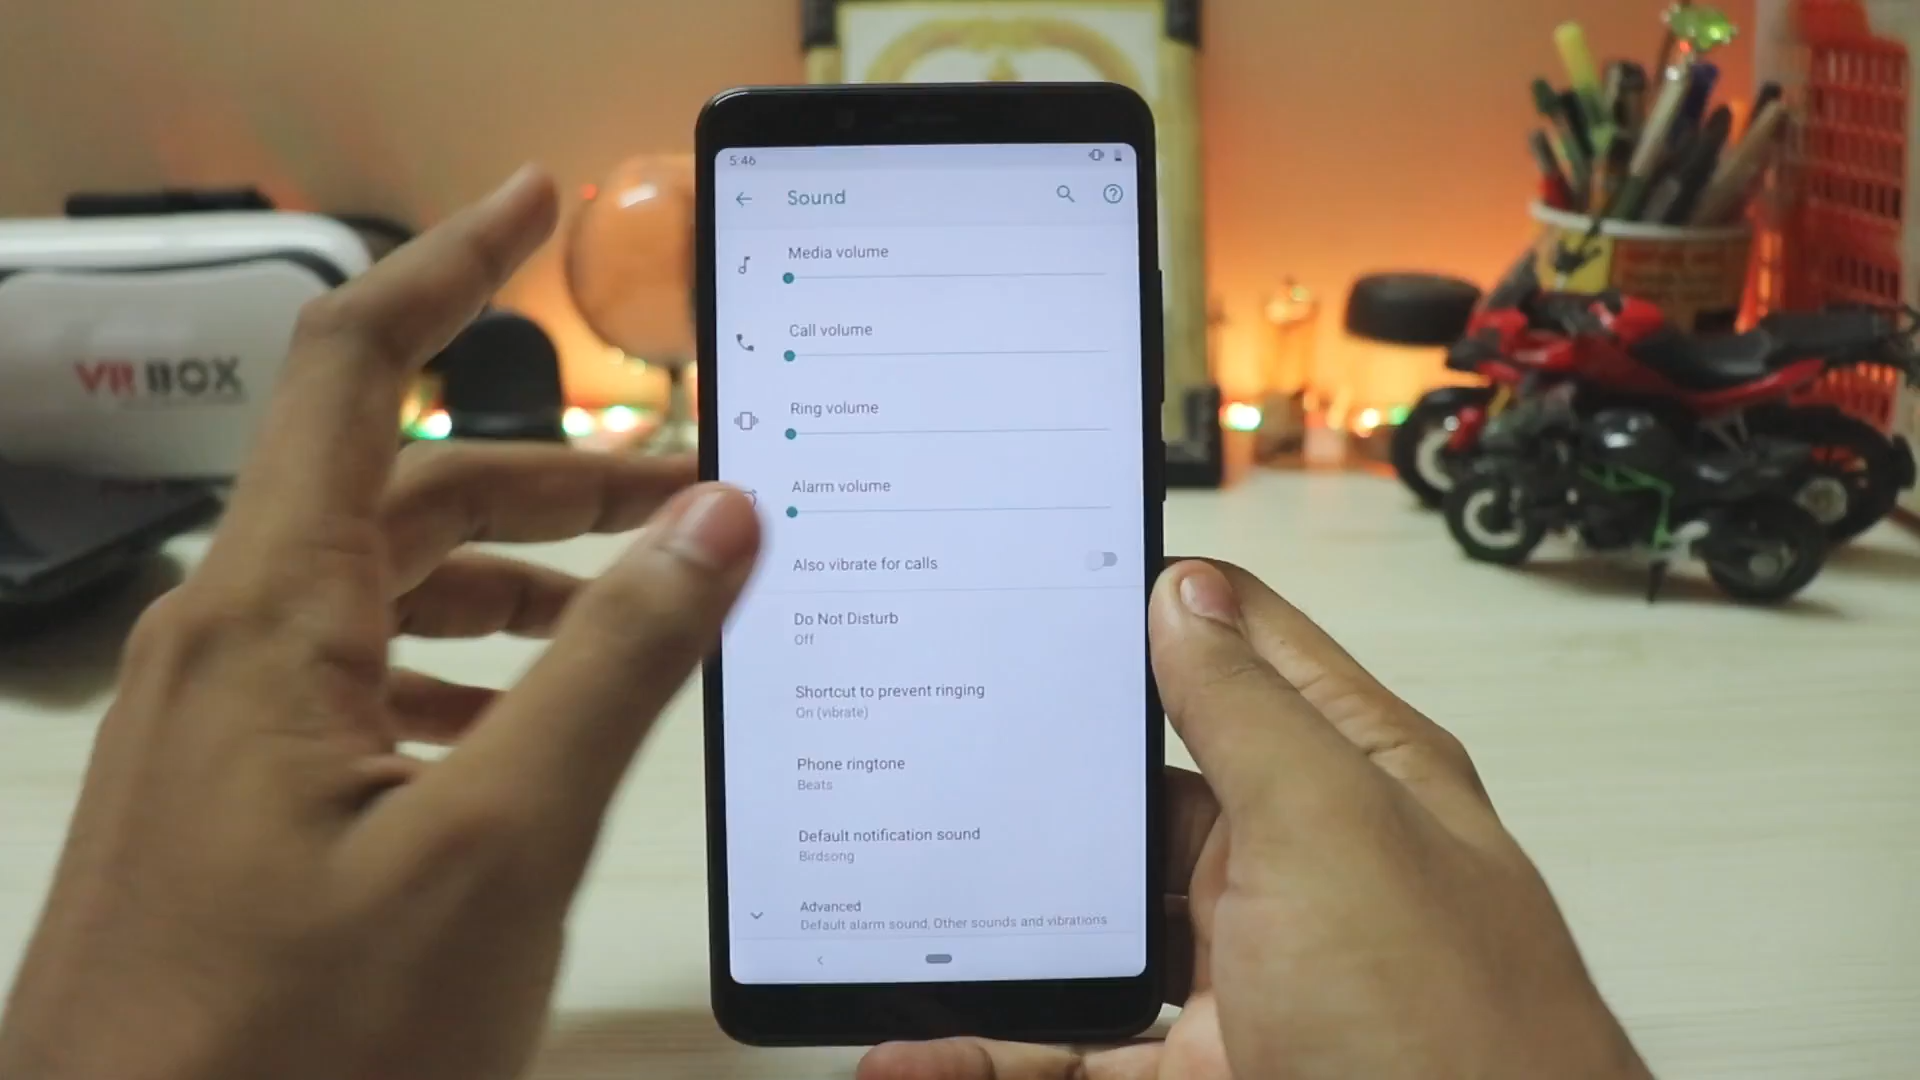 VR BOX
5:46
Sound
Media volume
Call volume
Ring volume
Alarm volume
Also vibrate for calls
Do Not Disturb
Off
Shortcut to prevent ringing
On (vibrate)
Phone ringtone
Beats
Default notification sound
Birdsong
Advanced
Default alarm sound, Other sounds and vibrations